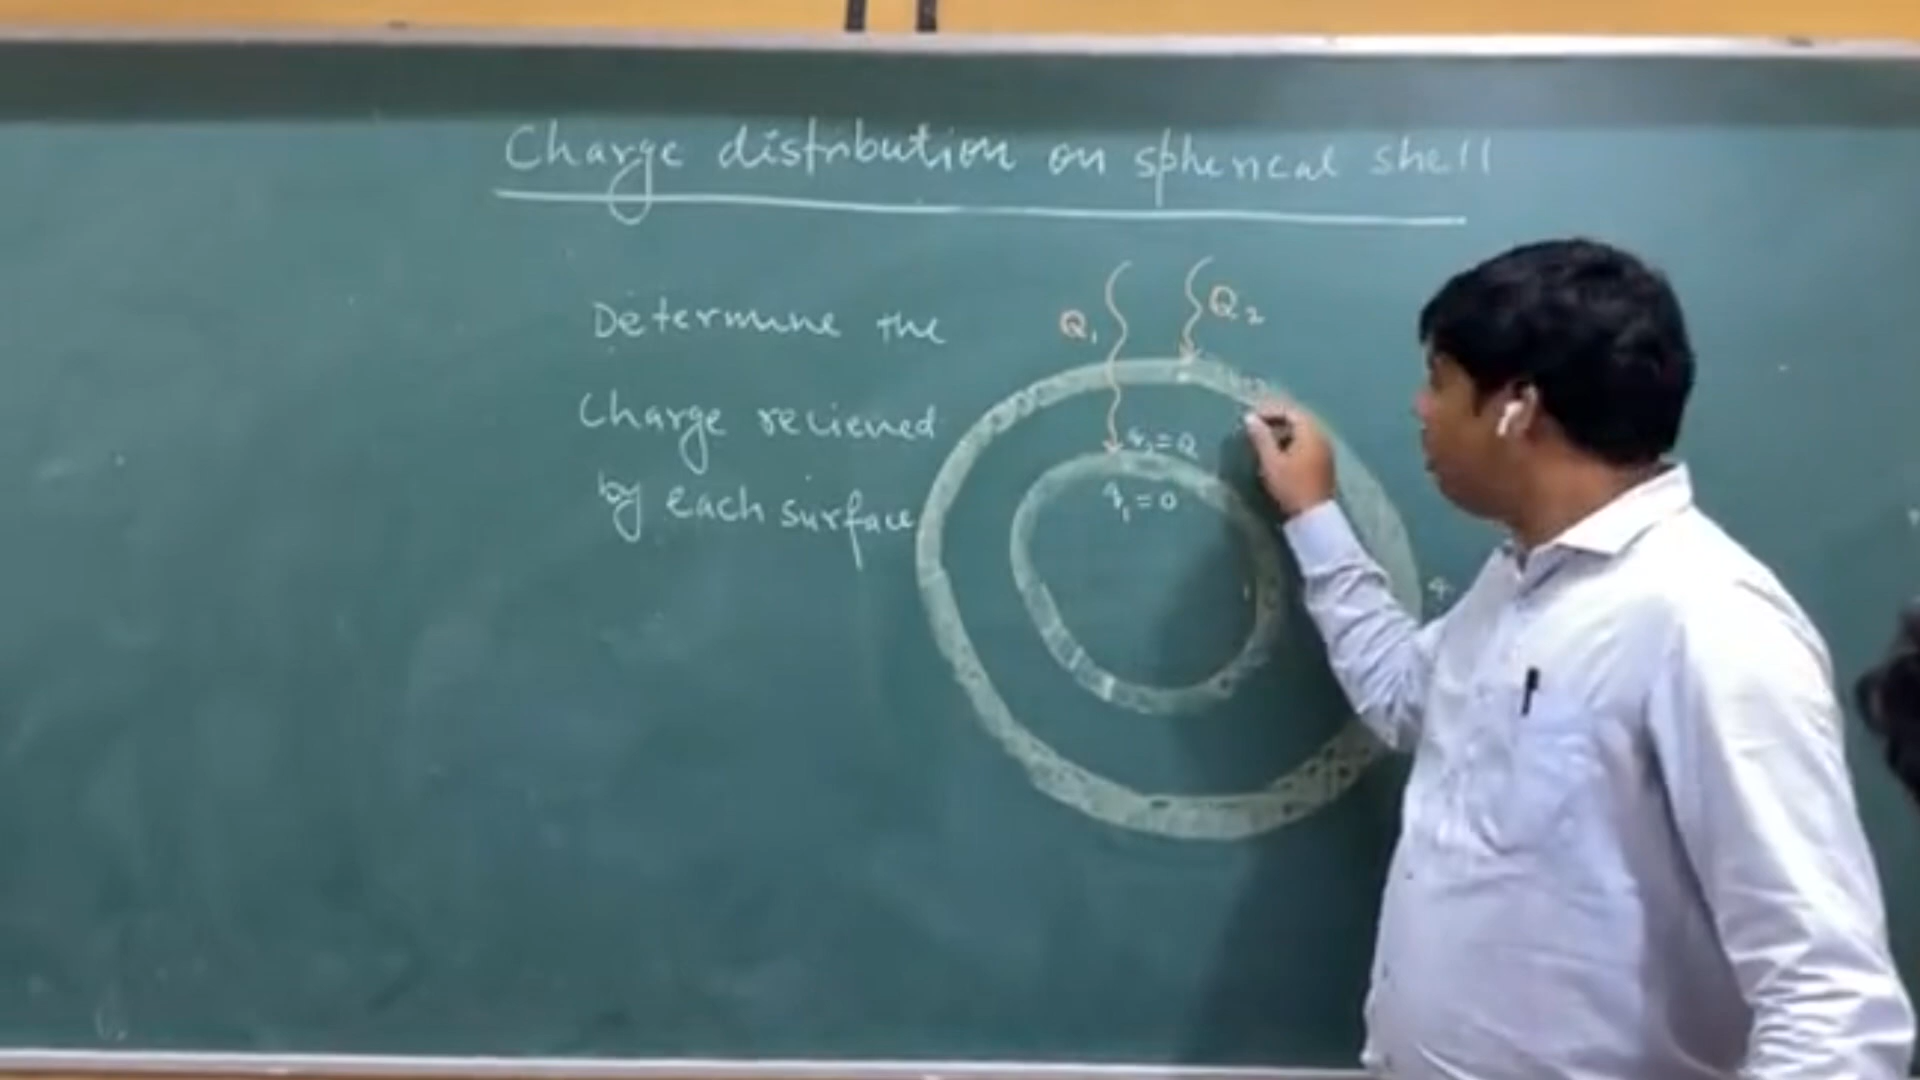 Charge distribution on spherical shell
Determine the
Charge recieved
by each surface
Q₁
Q₂
q₂=Q
q₁=0